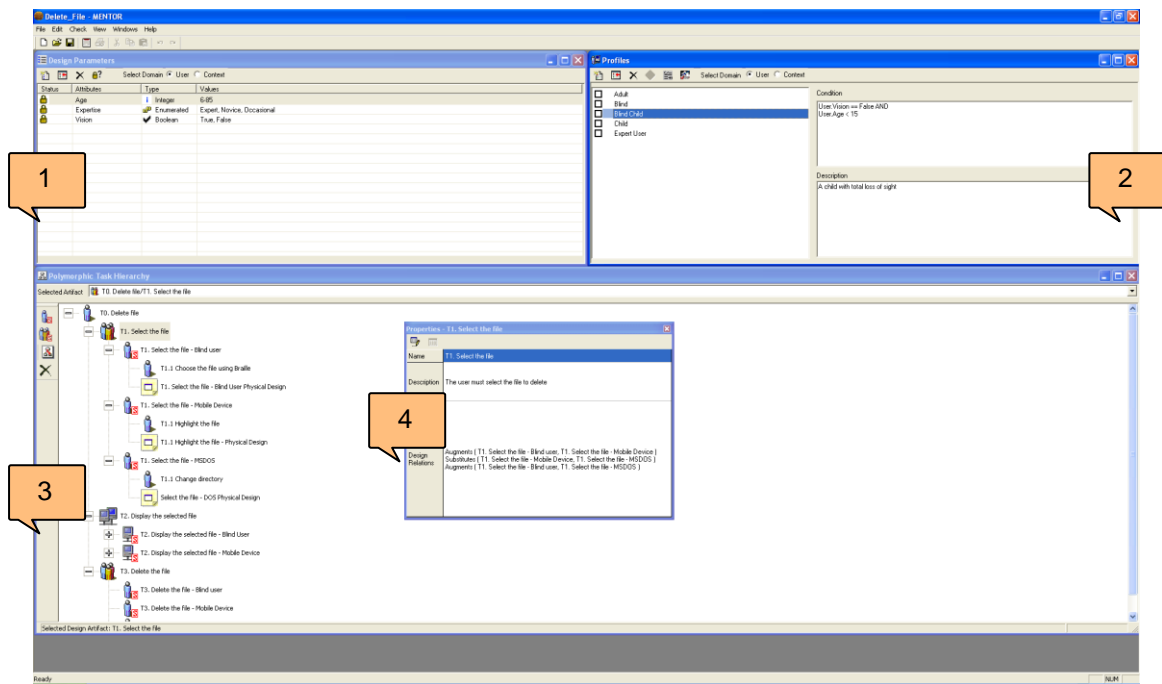 Delete_File - MENTOR
File Edit Check View Windows Help
Design Parameters
Select Domain User Context
Status Attributes Type Values
Age Integer 6-85
Expertise Enumerated Expert, Novice, Occasional
Vision Boolean True, False
1
Profiles
Select Domain User Context
Adult
Blind
Blind Child
Child
Expert User
Condition
User.Vision == False AND
User.Age < 15
Description
A child with total loss of sight
2
Polymorphic Task Hierarchy
Selected Artifact T0. Delete file/T1. Select the file
T0. Delete file
T1. Select the file
T1. Select the file - Blind user
T1.1 Choose the file using Braille
T1. Select the file - Blind User Physical Design
T1. Select the file - Mobile Device
T1.1 Highlight the file
T1.1 Highlight the file - Physical Design
T1. Select the file - MSDOS
T1.1 Change directory
Select the file - DOS Physical Design
T2. Display the selected file
T2. Display the selected file - Blind User
T2. Display the selected file - Mobile Device
T3. Delete the file
T3. Delete the file - Blind user
T3. Delete the file - Mobile Device
3
Properties - T1. Select the file
Name T1. Select the file
Description The user must select the file to delete
4
Design Relations
Augments ( T1. Select the file - Blind user, T1. Select the file - Mobile Device )
Substitutes ( T1. Select the file - Mobile Device, T1. Select the file - MSDOS )
Augments ( T1. Select the file - Blind user, T1. Select the file - MSDOS )
Selected Design Artifact: T1. Select the file
Ready NUM